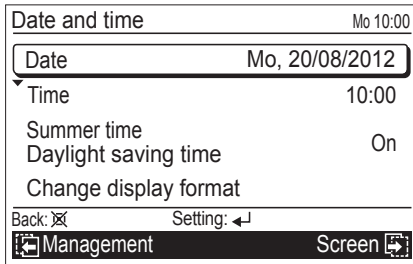 Date and time Mo 10:00
Date Mo, 20/08/2012
Time 10:00
Summer time
Daylight saving time On
Change display format
Back: Setting:
Management Screen